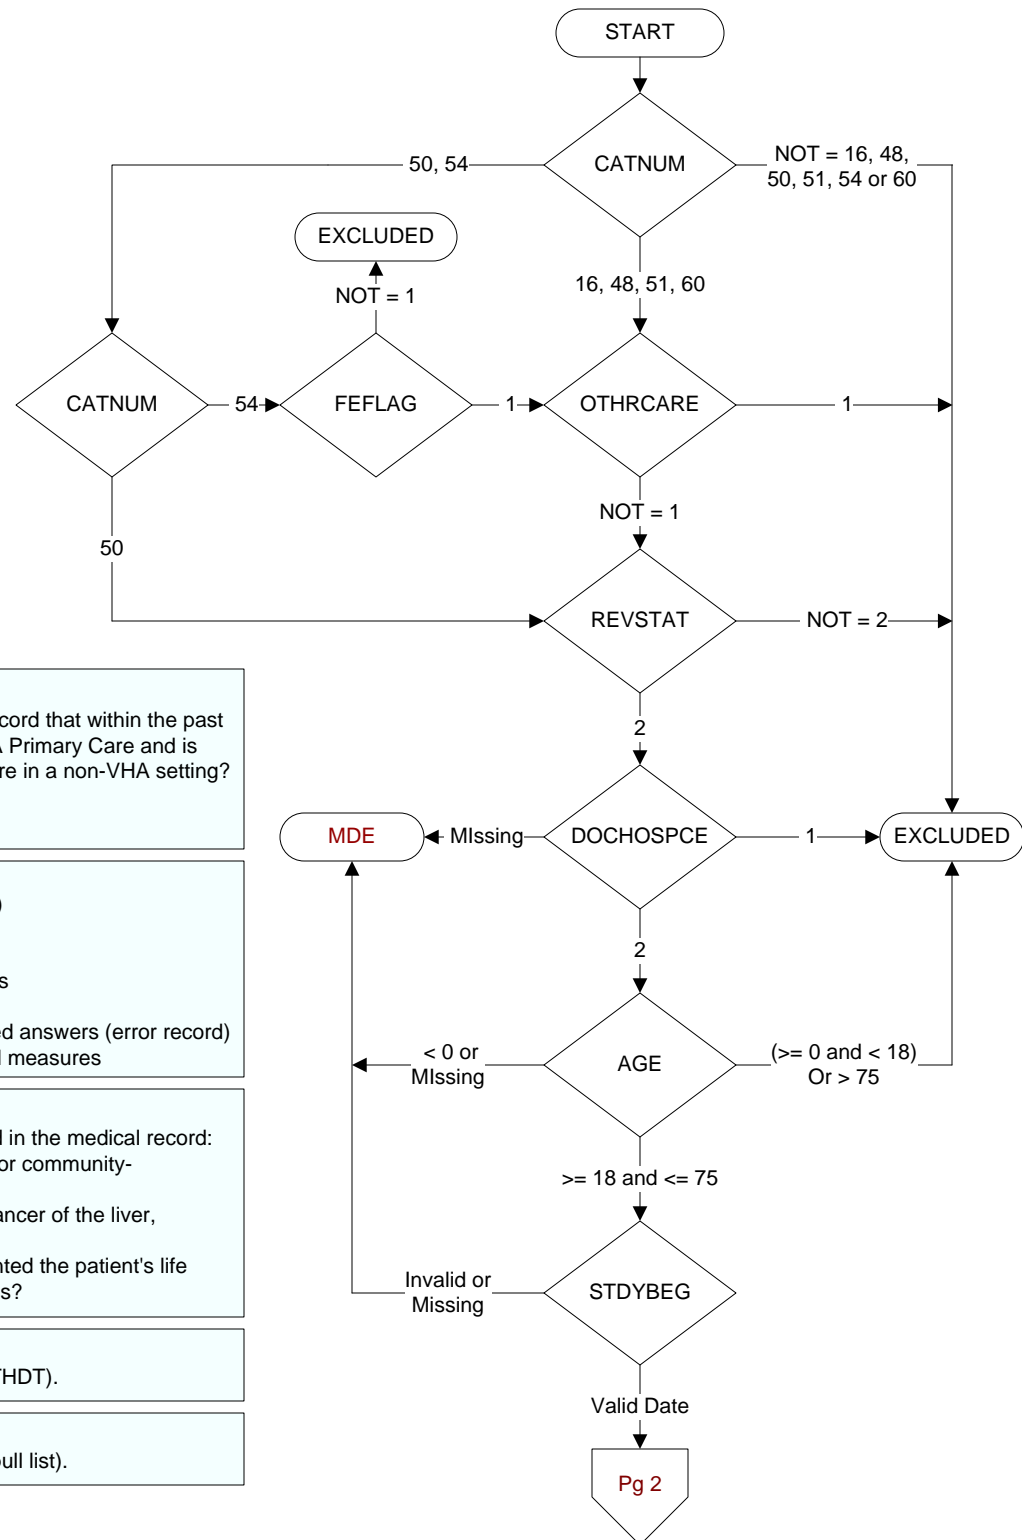 START
CATNUM
50, 54
NOT = 16, 48,
50, 51, 54 or 60
EXCLUDED
NOT = 1
16, 48, 51, 60
CATNUM
54
FEFLAG
1
OTHRCARE
1
NOT = 1
50
REVSTAT
NOT = 2
2
cord that within the past
A Primary Care and is
re in a non-VHA setting?
MDE
MIssing
DOCHOSPCE
1
EXCLUDED
)
s
ed answers (error record)
d measures
2
< 0 or
MIssing
AGE
(>= 0 and < 18)
Or > 75
d in the medical record:
or community-
ancer of the liver,
nted the patient's life
s?
>= 18 and <= 75
Invalid or
Missing
STDYBEG
THDT).
Valid Date
pull list).
Pg 2